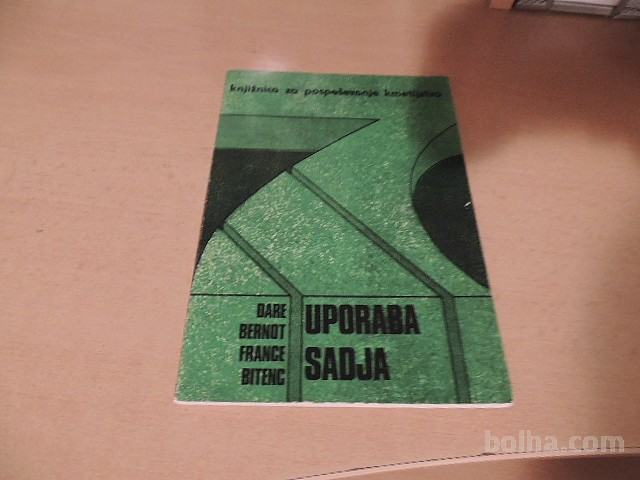 knjižnica za pospeševanje kmetijstva
DARE
BERNOT
FRANCE
BITENC
UPORABA
SADJA
bolha.com